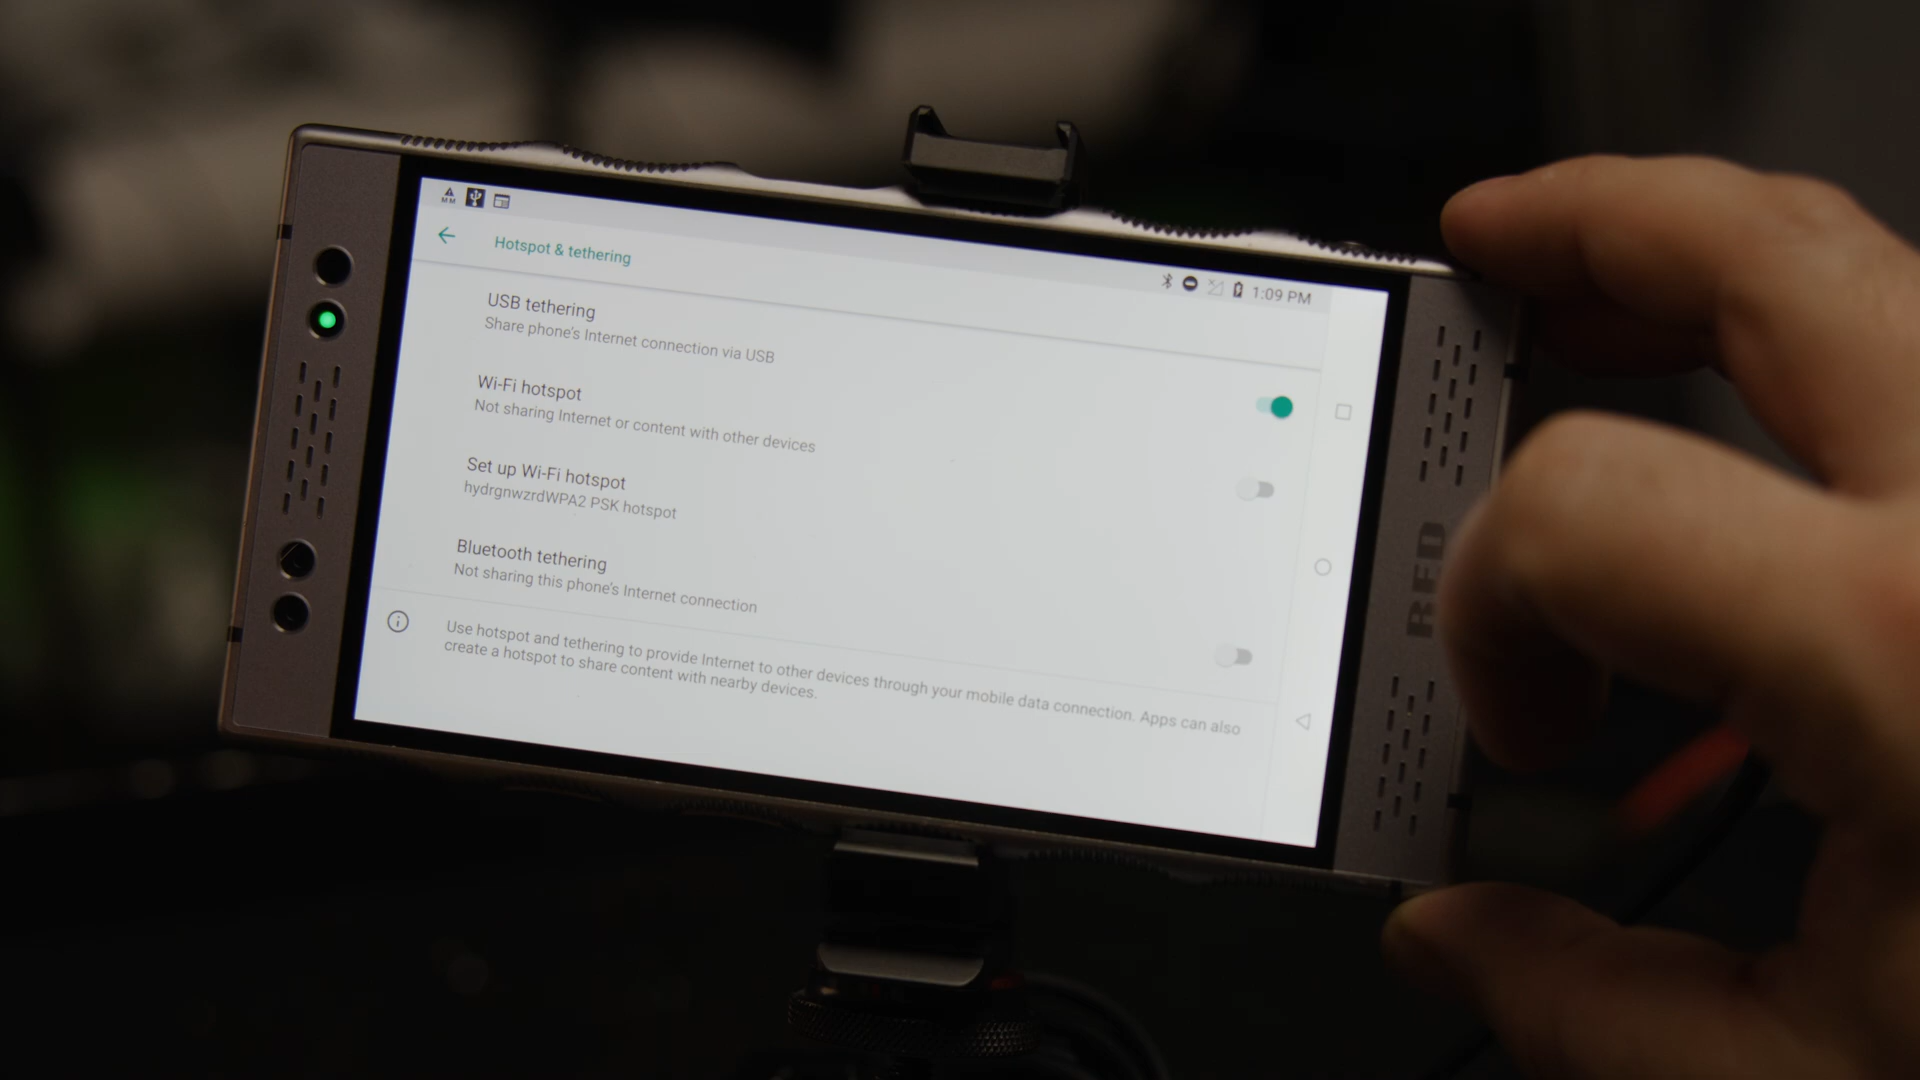 1:09 PM
Hotspot & tethering
USB tethering
Share phone's Internet connection via USB
Wi-Fi hotspot
Not sharing Internet or content with other devices
Set up Wi-Fi hotspot
hydrgnwzrdWPA2 PSK hotspot
Bluetooth tethering
Not sharing this phone's Internet connection
Use hotspot and tethering to provide Internet to other devices through your mobile data connection. Apps can also
create a hotspot to share content with nearby devices.
RED